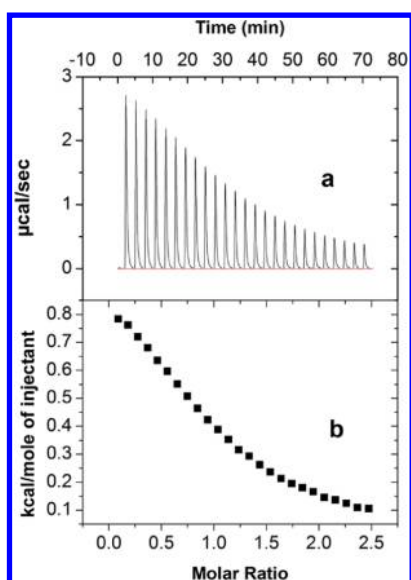 Time (min)
-10 0 10 20 30 40 50 60 70 80
3
2
1
0
µcal/sec
a
0.8
0.7
0.6
0.5
0.4
0.3
0.2
0.1
kcal/mole of injectant
b
0.0 0.5 1.0 1.5 2.0 2.5
Molar Ratio